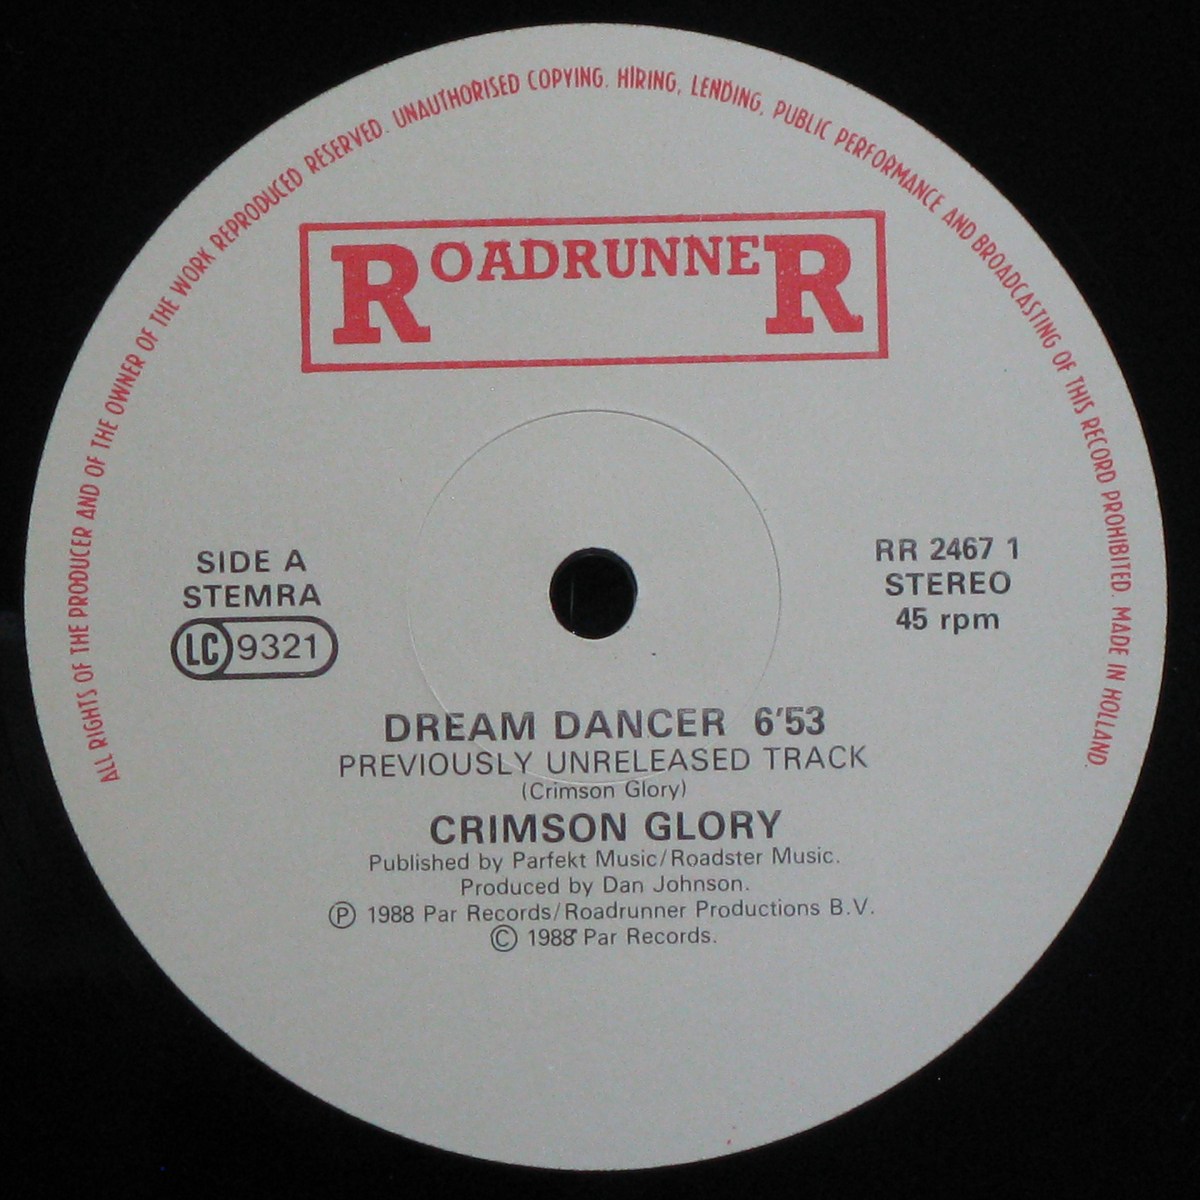 ALL RIGHTS OF THE PRODUCER AND OF THE OWNER OF THE WORK REPRODUCED RESERVED. UNAUTHORISED COPYING. HIRING, LENDING, PUBLIC PERFORMANCE AND BROADCASTING OF THIS RECORD PROHIBITED. MADE IN HOLLAND.
ROADRUNNER
SIDE A
STEMRA
LC 9321
RR 2467 1
STEREO
45 rpm
DREAM DANCER 6'53
PREVIOUSLY UNRELEASED TRACK
(Crimson Glory)
CRIMSON GLORY
Published by Parfekt Music/Roadster Music.
Produced by Dan Johnson.
Ⓟ 1988 Par Records/Roadrunner Productions B.V.
© 1988 Par Records.